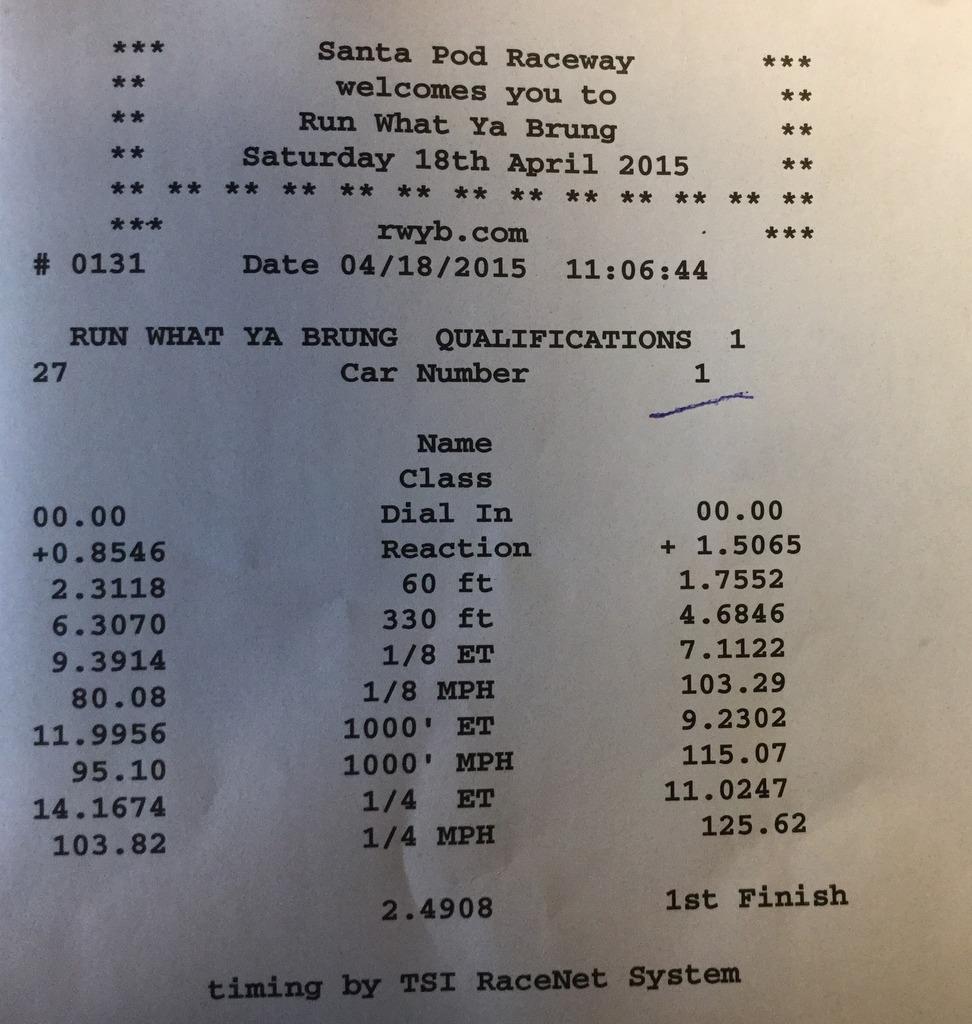 *** Santa Pod Raceway ***
** welcomes you to **
** Run What Ya Brung **
** Saturday 18th April 2015 **
** ** ** ** ** ** ** ** ** ** ** ** **
*** rwyb.com ***
# 0131 Date 04/18/2015 11:06:44
RUN WHAT YA BRUNG QUALIFICATIONS 1
27 Car Number 1
Name
Class
00.00 Dial In 00.00
+0.8546 Reaction + 1.5065
2.3118 60 ft 1.7552
6.3070 330 ft 4.6846
9.3914 1/8 ET 7.1122
80.08 1/8 MPH 103.29
11.9956 1000' ET 9.2302
95.10 1000' MPH 115.07
14.1674 1/4 ET 11.0247
103.82 1/4 MPH 125.62
2.4908 1st Finish
timing by TSI RaceNet System